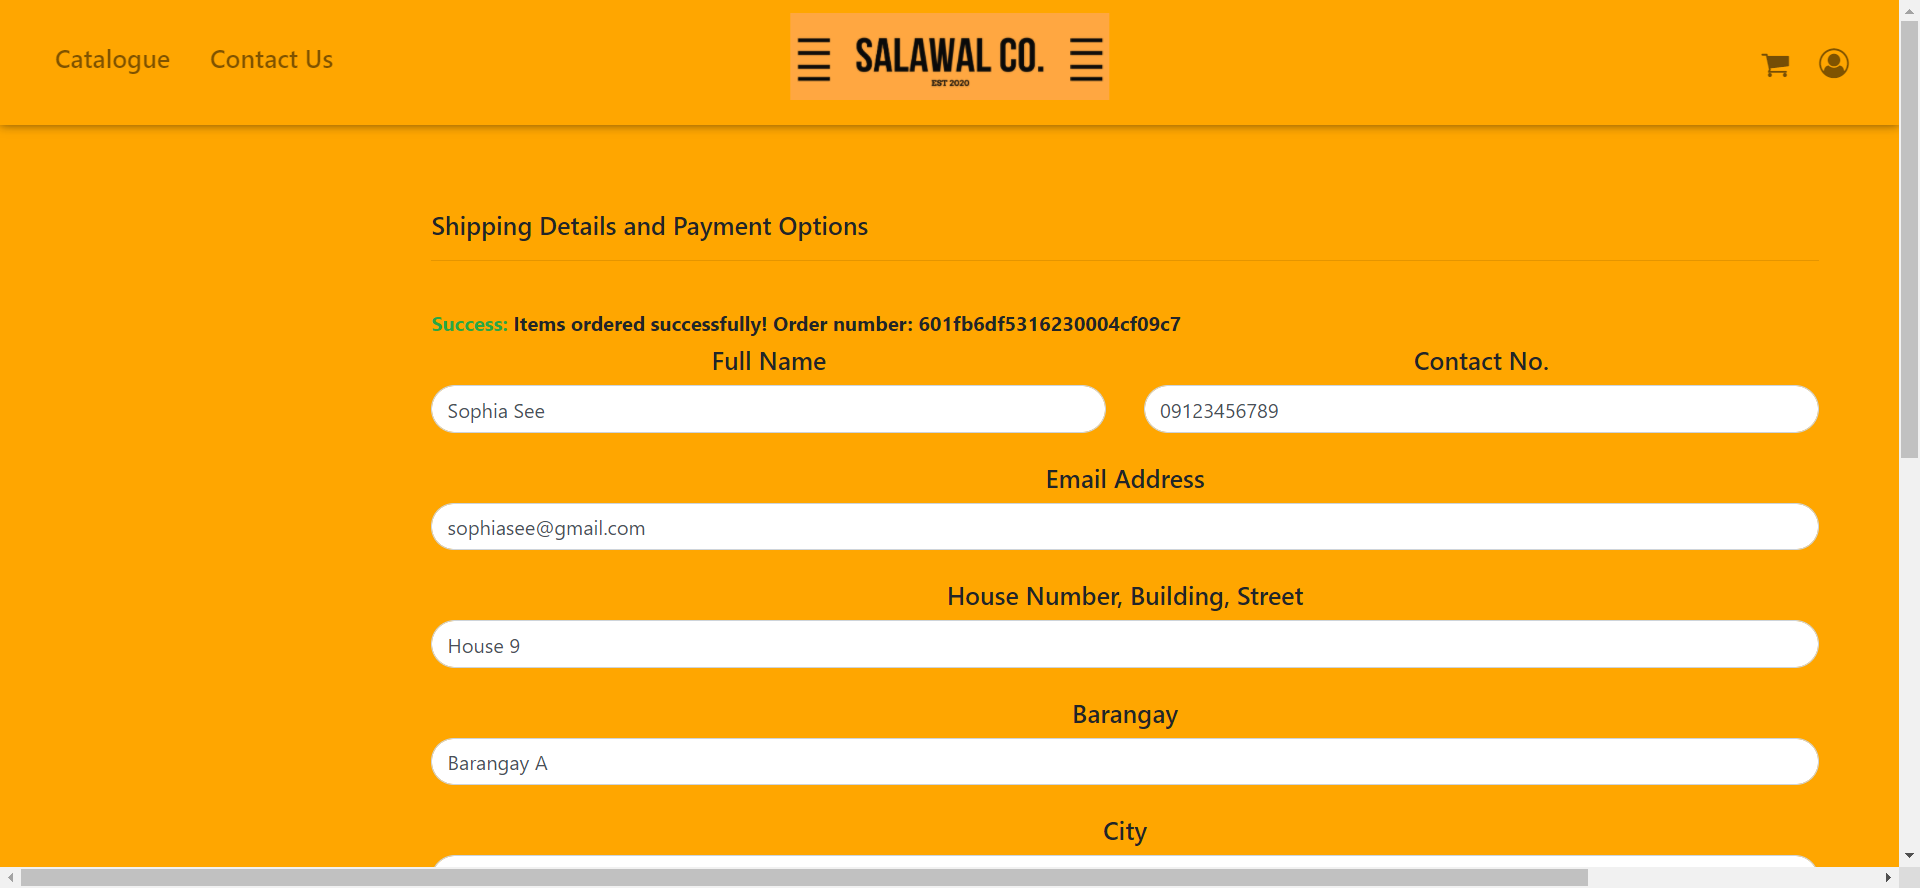 Catalogue Contact Us
SALAWAL CO.
EST 2020
Shipping Details and Payment Options
Success: Items ordered successfully! Order number: 601fb6df5316230004cf09c7
Full Name Contact No.
Sophia See 09123456789
Email Address
sophiasee@gmail.com
House Number, Building, Street
House 9
Barangay
Barangay A
City